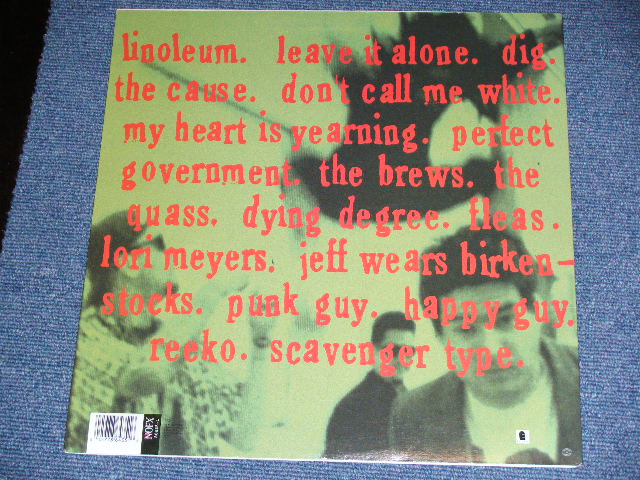 linoleum. leave it alone. dig.
the cause. don't call me white.
my heart is yearning. perfect
government. the brews. the
quass. dying degree. fleas.
lori meyers. jeff wears birken-
stocks. punk guy. happy guy.
reeko. scavenger type.
NOFX